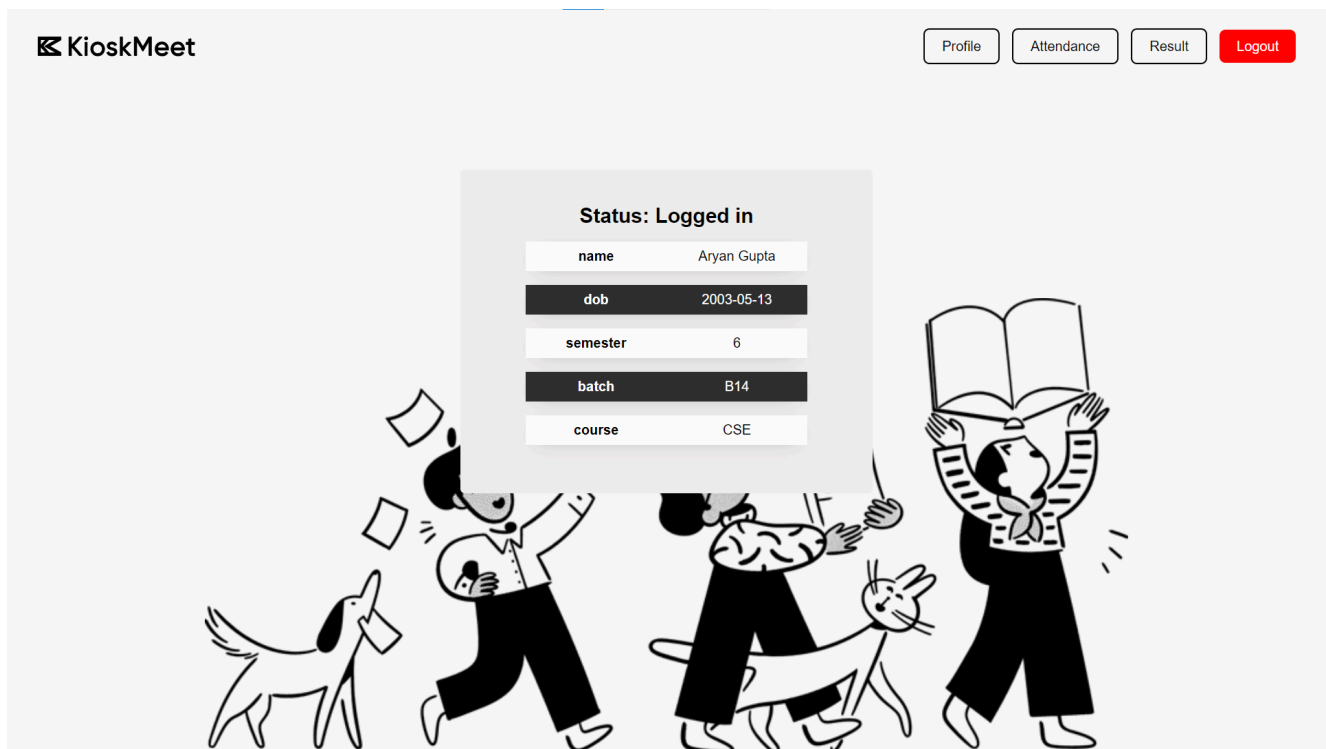 KioskMeet
Profile Attendance Result Logout
Status: Logged in
name Aryan Gupta
dob 2003-05-13
semester 6
batch B14
course CSE